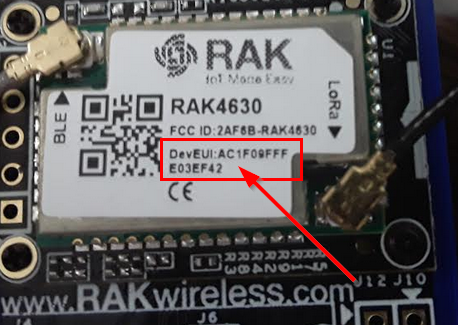 RAK
IoT Made Easy
RAK4630
FCC ID:2AF6B-RAK4630
DevEUI:AC1F09FFF
E03EF42
BLE
LoRa
U1
J12 J10
www.RAKwireless.com
J6